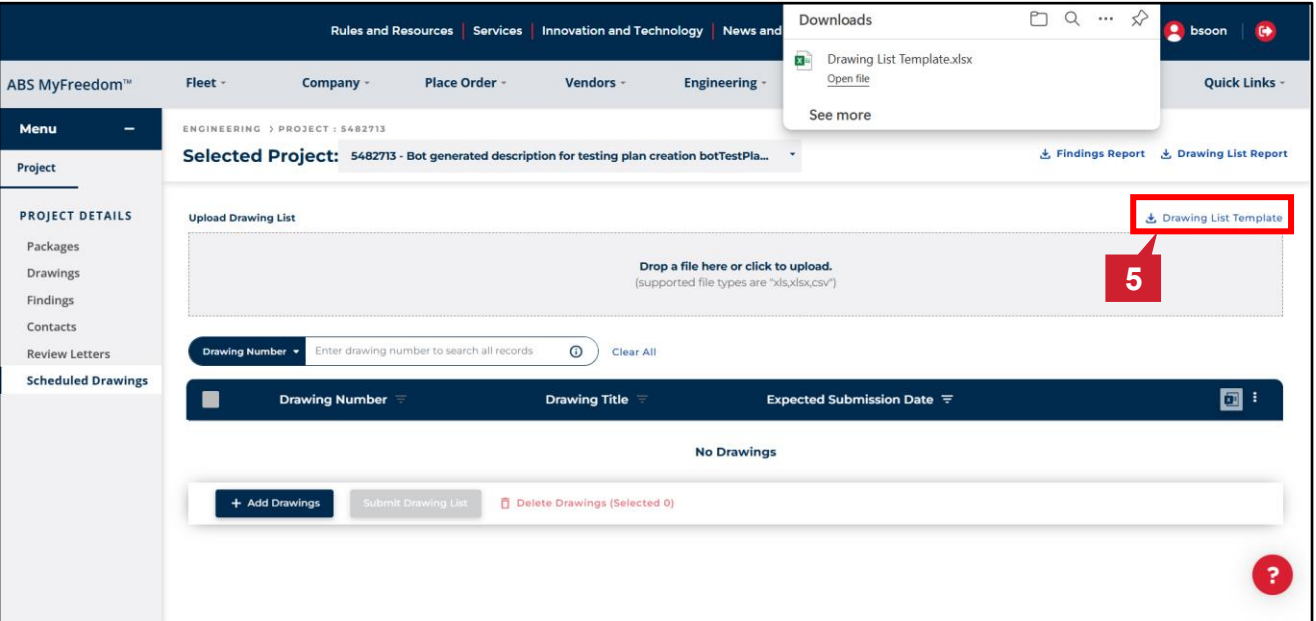 Rules and Resources Services Innovation and Technology News and
Downloads
bsoon
Drawing List Template.xlsx
Open file
See more
ABS MyFreedom™ Fleet Company Place Order Vendors Engineering Quick Links
Menu
ENGINEERING > PROJECT : 5482713
Selected Project: 5482713 - Bot generated description for testing plan creation botTestPla...
Findings Report Drawing List Report
Project
PROJECT DETAILS
Packages
Drawings
Findings
Contacts
Review Letters
Scheduled Drawings
Upload Drawing List
Drawing List Template
5
Drop a file here or click to upload.
(supported file types are "xls,xlsx,csv")
Drawing Number Enter drawing number to search all records Clear All
Drawing Number Drawing Title Expected Submission Date
No Drawings
+ Add Drawings Submit Drawing List Delete Drawings (Selected 0)
?